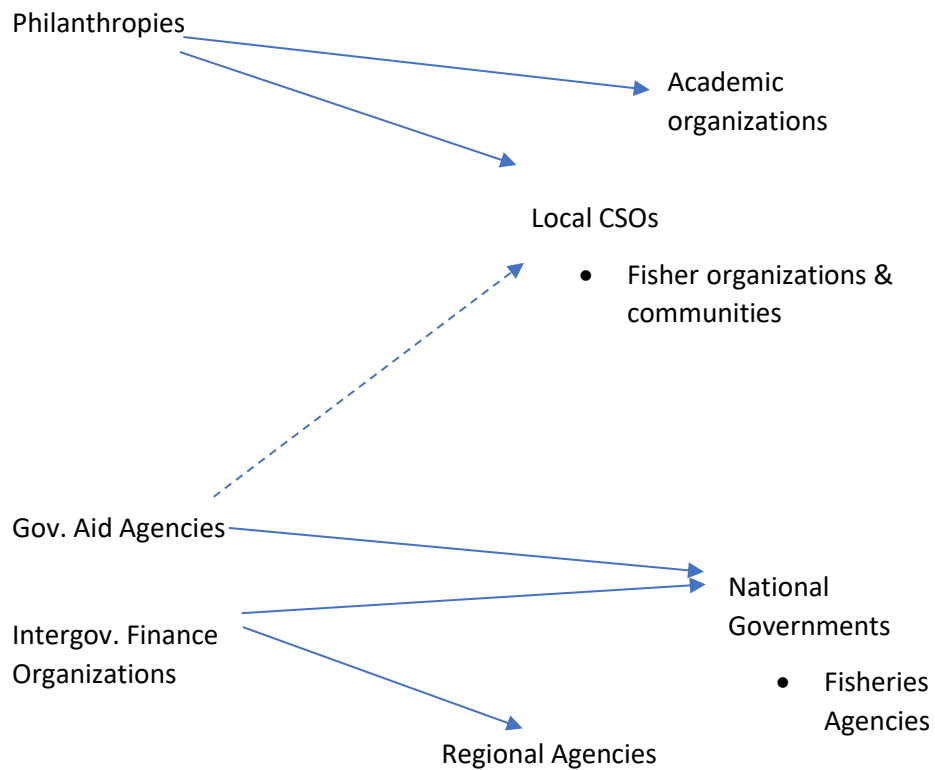 Philanthropies
Academic
organizations
Local CSOs
● Fisher organizations &
communities
Gov. Aid Agencies
National
Governments
Intergov. Finance
Organizations
● Fisheries
Agencies
Regional Agencies